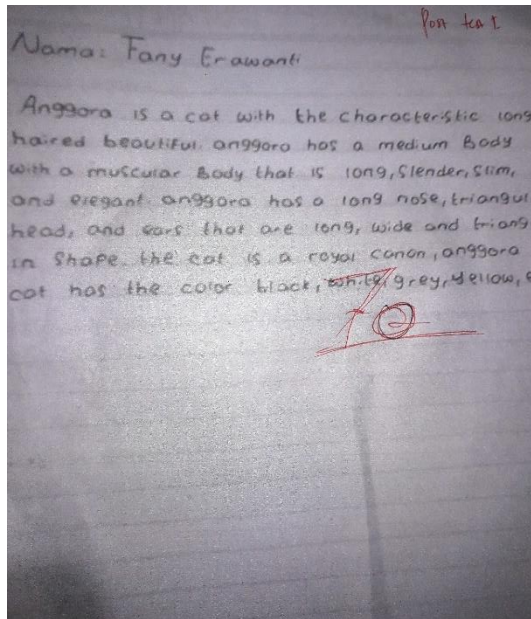 Post test 1
Nama: Fany Erawanti
Anggora is a cat with the characteristic long
haired beautiful. anggora has a medium Body
with a muscular Body that is long, Slender, Slim,
and elegant. anggora has a long nose, triangul
head, and ears that are long, wide and triang
in Shape. the cat is a royal canon, anggora
cat has the color black, white, grey, yellow,